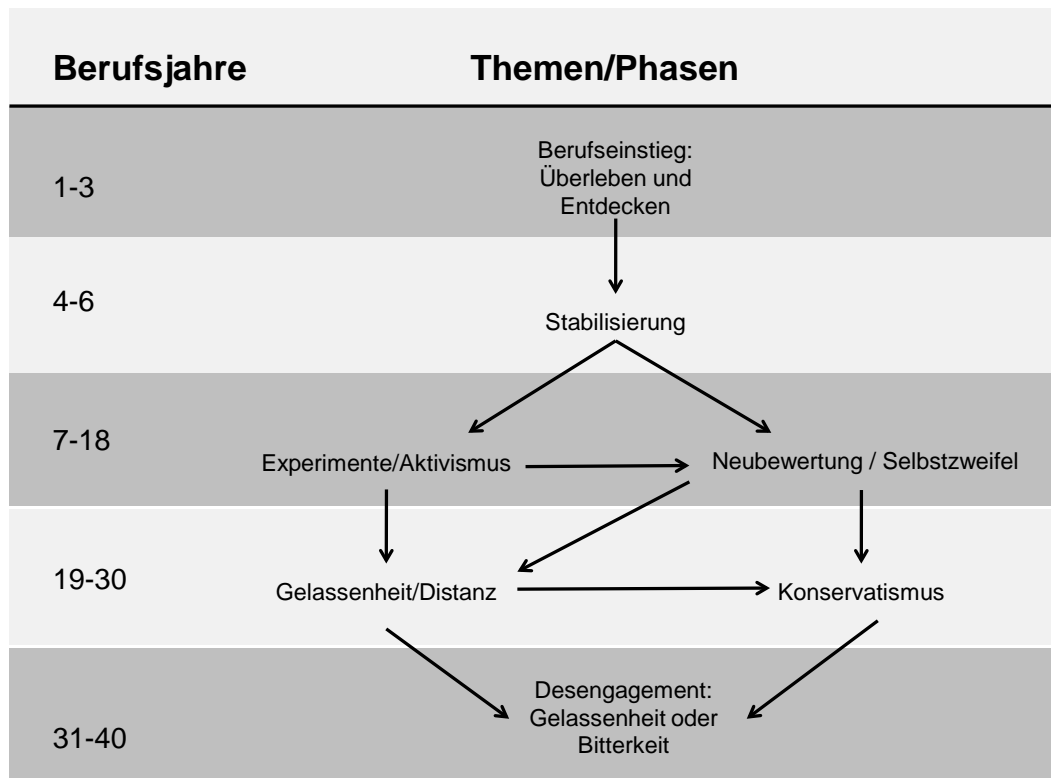 Berufsjahre Themen/Phasen
1-3
Berufseinstieg:
Überleben und
Entdecken
4-6
Stabilisierung
7-18
Experimente/Aktivismus
Neubewertung / Selbstzweifel
19-30
Gelassenheit/Distanz
Konservatismus
31-40
Desengagement:
Gelassenheit oder
Bitterkeit